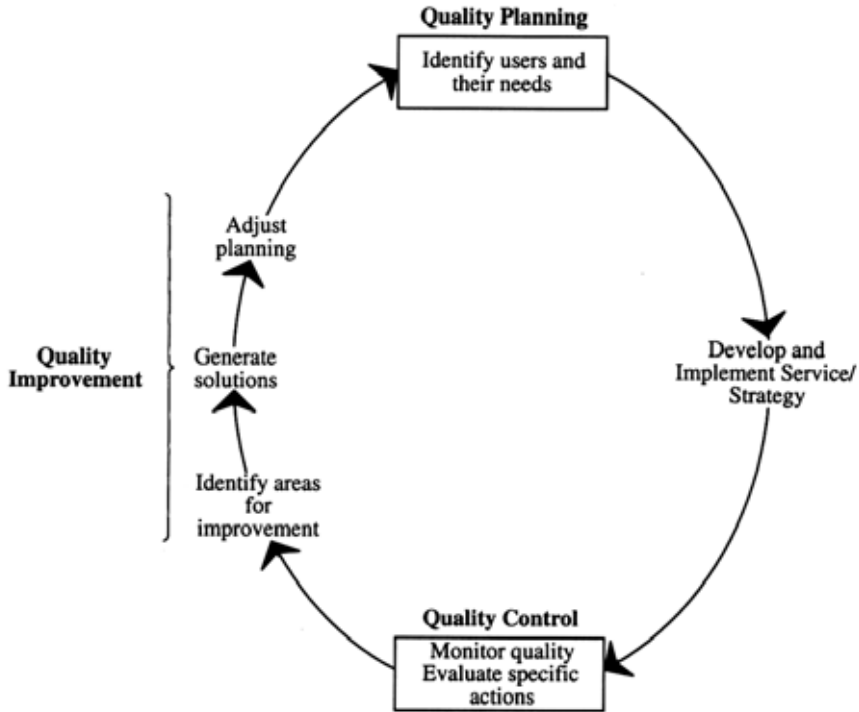 Quality Planning
Identify users and
their needs
Adjust
planning
Quality
Improvement
Generate
solutions
Develop and
Implement Service/
Strategy
Identify areas
for
improvement
Quality Control
Monitor quality
Evaluate specific
actions